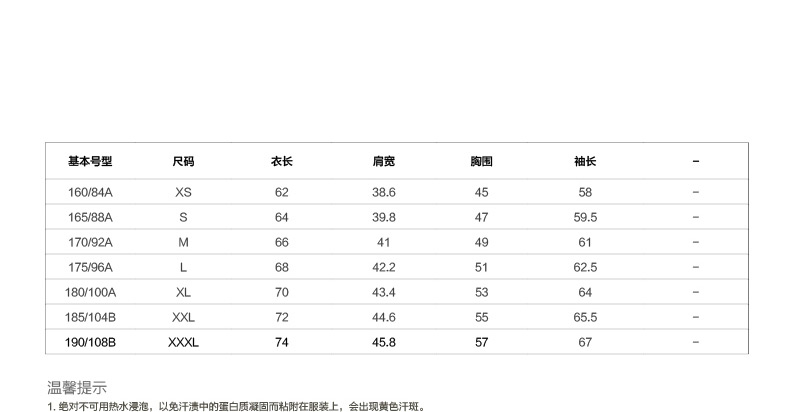 基本号型 尺码 衣长 肩宽 胸围 袖长 –
160/84A XS 62 38.6 45 58 –
165/88A S 64 39.8 47 59.5 –
170/92A M 66 41 49 61 –
175/96A L 68 42.2 51 62.5 –
180/100A XL 70 43.4 53 64 –
185/104B XXL 72 44.6 55 65.5 –
190/108B XXXL 74 45.8 57 67 –
温馨提示
1. 绝对不可用热水浸泡，以免汗渍中的蛋白质凝固而粘附在服装上，会出现黄色汗斑。